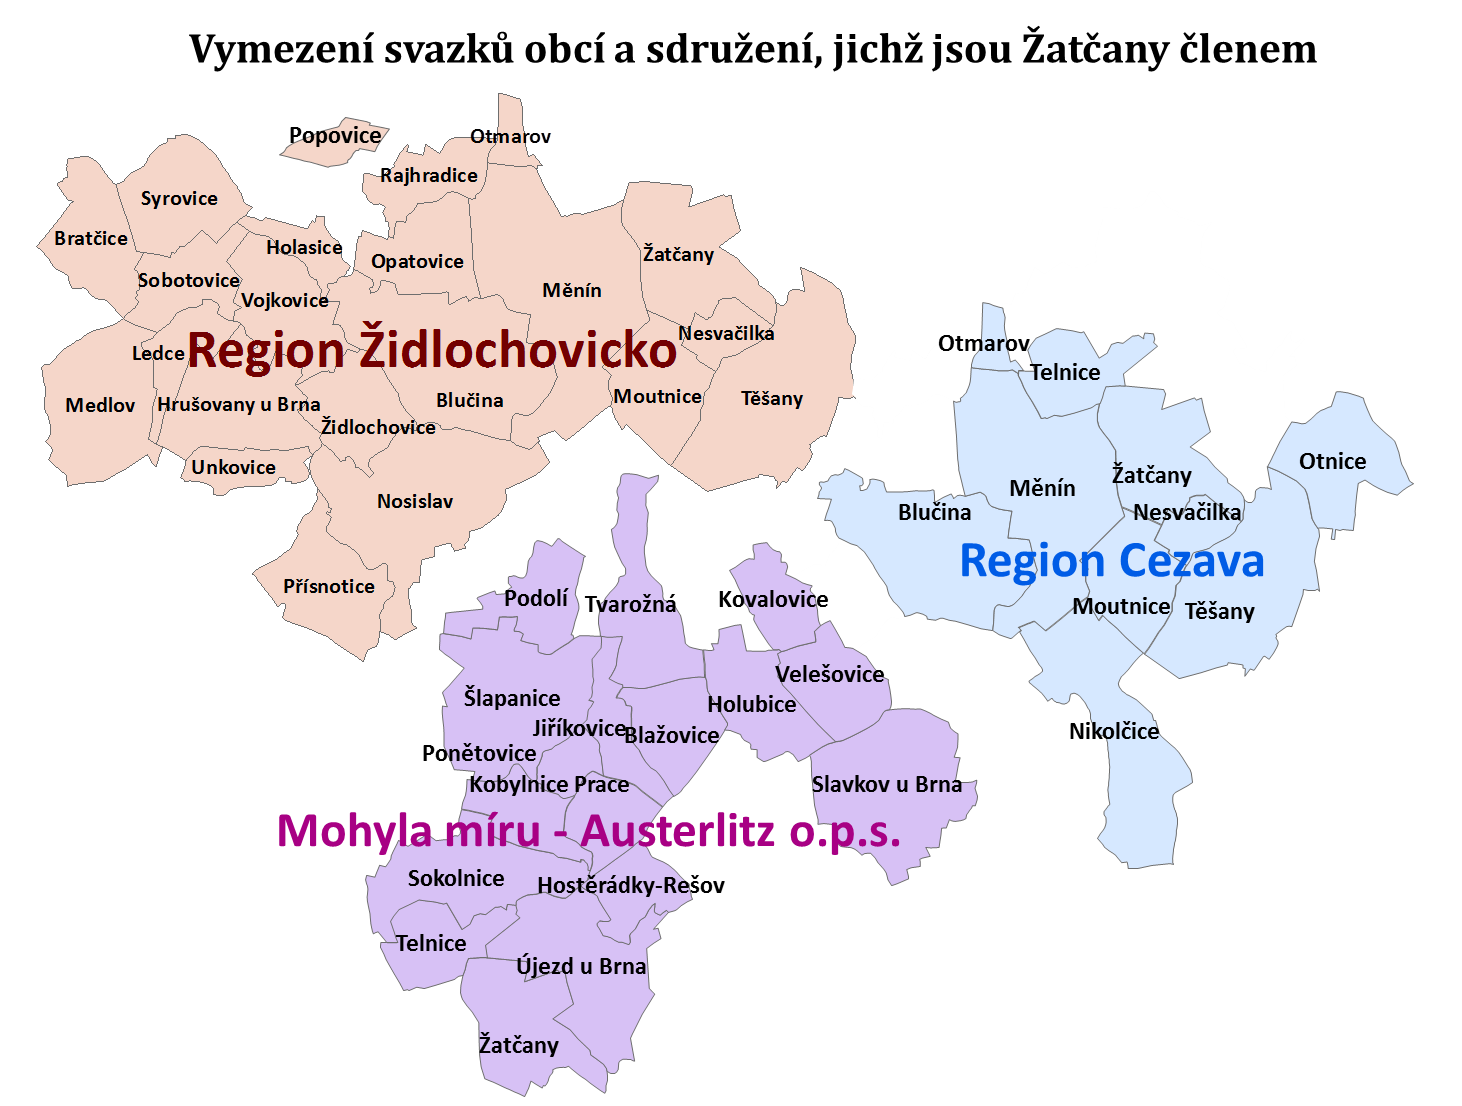 Vymezení svazků obcí a sdružení, jichž jsou Žatčany členem
Popovice
Otmarov
Rajhradice
Syrovice
Bratčice
Holasice
Opatovice
Žatčany
Sobotovice
Vojkovice
Měnín
Nesvačilka
Ledce
Region Židlochovicko
Medlov
Hrušovany u Brna
Blučina
Moutnice
Těšany
Židlochovice
Unkovice
Nosislav
Přísnotice
Otmarov
Telnice
Otnice
Žatčany
Měnín
Blučina
Nesvačilka
Region Cezava
Moutnice
Těšany
Nikolčice
Podolí
Tvarožná
Kovalovice
Velešovice
Šlapanice
Holubice
Jiříkovice
Blažovice
Ponětovice
Kobylnice
Prace
Slavkov u Brna
Mohyla míru - Austerlitz o.p.s.
Sokolnice
Hostěrádky-Rešov
Telnice
Újezd u Brna
Žatčany